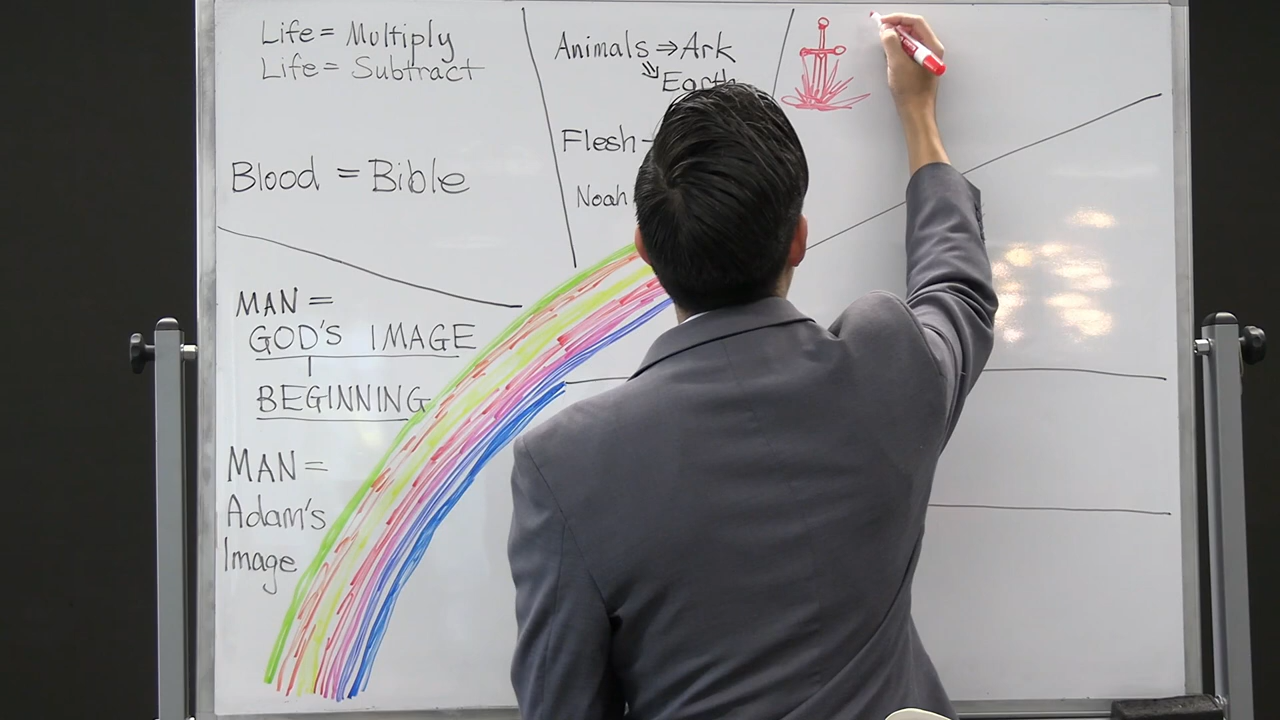 Life = Multiply
Life = Subtract
Blood = Bible
Animals ⇒ Ark
⇒ Earth
Flesh -
Noah
MAN =
GOD'S IMAGE
BEGINNING
MAN =
Adam's
Image